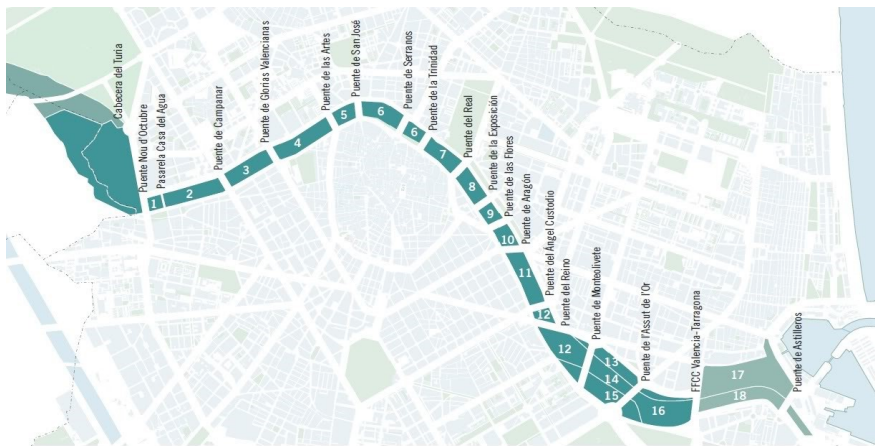 Cabecera del Turia
Puente Nou d'Octubre
Pasarela Casa del Agua
Puente de Campanar
Puente de Glorias Valencianas
Puente de las Artes
Puente de San José
Puente de Serranos
Puente de la Trinidad
Puente del Real
Puente de la Exposición
Puente de las Flores
Puente de Aragón
Puente del Ángel Custodio
Puente del Reino
Puente de Monteolivete
Puente de l'Assut de l'Or
FFCC Valencia-Tarragona
Puente de Astilleros
1
2
3
4
5
6
6
7
8
9
10
11
12
12
13
14
15
16
17
18